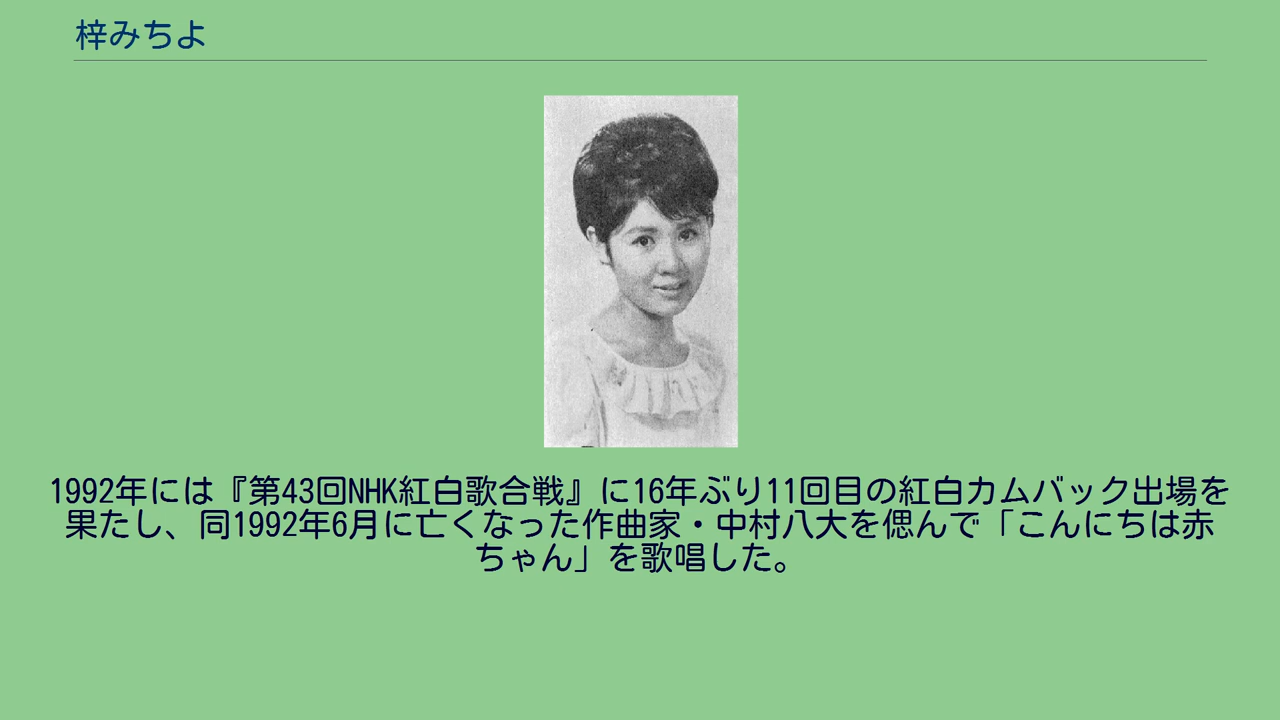 梓みちよ
1992年には『第43回NHK紅白歌合戦』に16年ぶり11回目の紅白カムバック出場を
果たし、同1992年6月に亡くなった作曲家・中村八大を偲んで「こんにちは赤
ちゃん」を歌唱した。